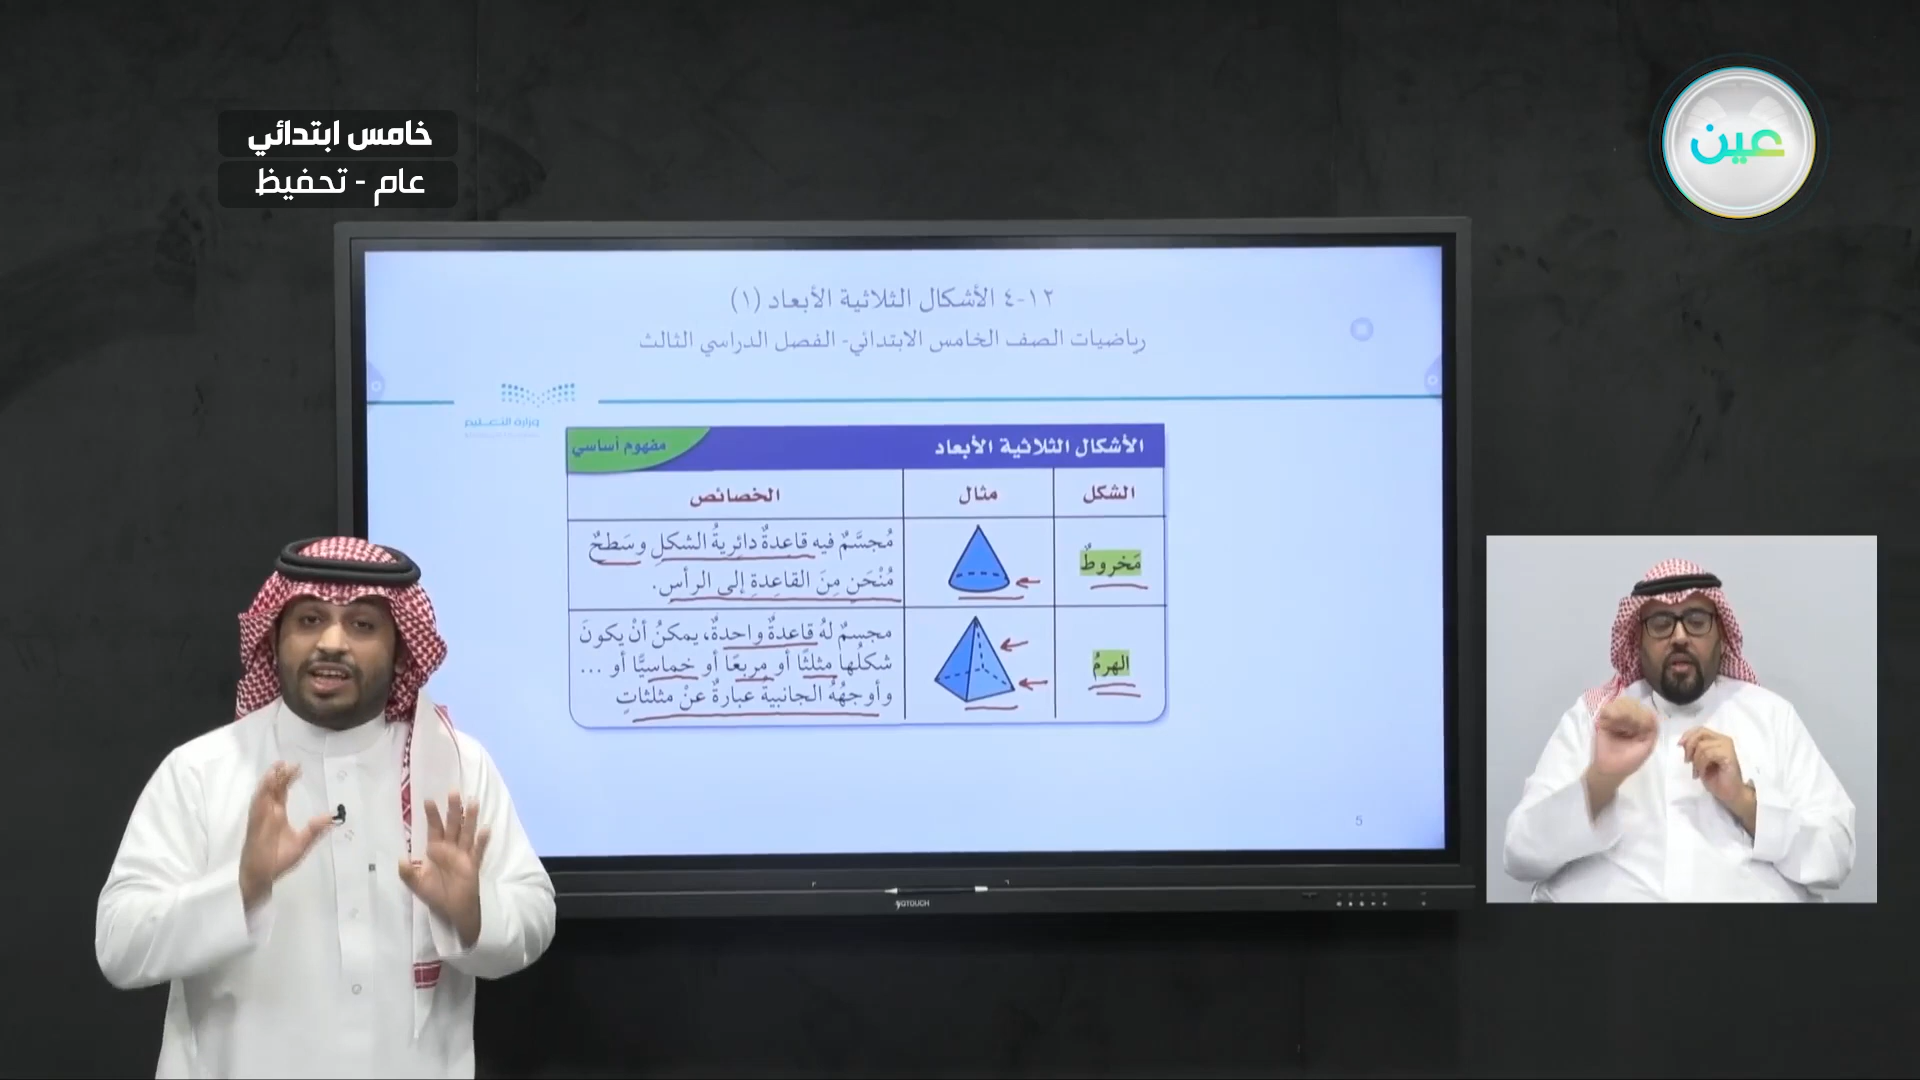 خامس ابتدائي
عام - تحفيظ
عين
١٢-٤ الأشكال الثلاثية الأبعاد (١)
رياضيات الصف الخامس الابتدائي- الفصل الدراسي الثالث
وزارة التعـليم
الأشكال الثلاثية الأبعاد
مفهوم أساسي
الشكل
مثال
الخصائص
مَخروطٌ
مُجسَّمٌ فيه قاعدةٌ دائِريةُ الشكلِ وسَطحٌ
مُنْحَنٍ مِنَ القاعِدةِ إلى الرأسِ.
الهرمُ
مجسمٌ لهُ قاعدةٌ واحدةٌ، يمكنُ أنْ يكونَ
شكلُها مثلثًا أو مربعًا أو خماسيًّا أو ...
وأوجهُهُ الجانبيةُ عبارةٌ عنْ مثلثاتٍ
5